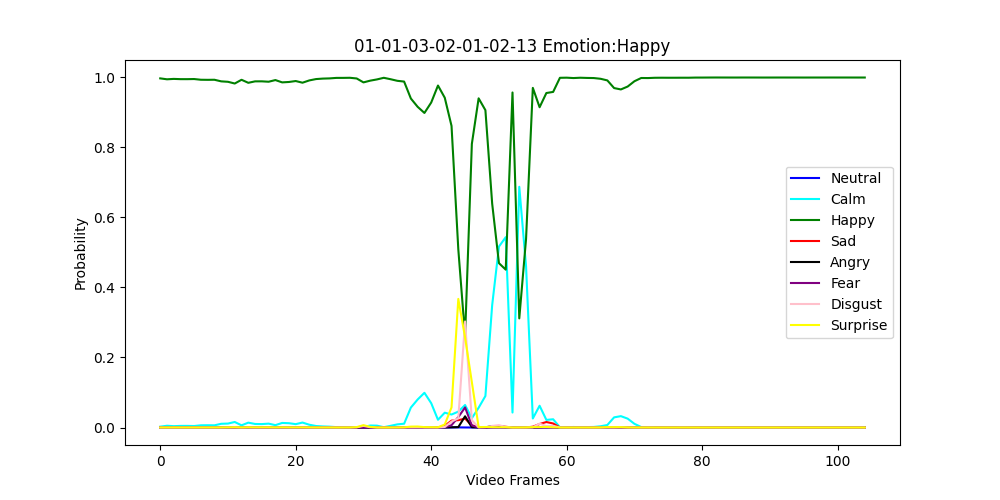 01-01-03-02-01-02-13 Emotion:Happy
1.0
0.8
0.6
0.4
0.2
0.0
Probability
0
20
40
60
80
100
Video Frames
Neutral
Calm
Happy
Sad
Angry
Fear
Disgust
Surprise